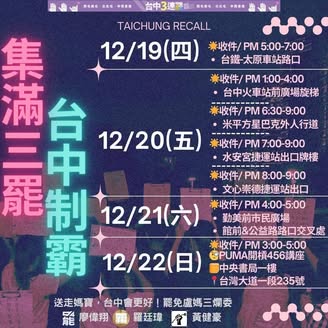 台中3連罷
TAICHUNG RECALL
集滿三罷
台中制霸
12/19(四)
☀收件/ PM 5:00-7:00
• 台鐵-太原車站路口
12/20(五)
☀收件/ PM 1:00-4:00
• 台中火車站前廣場旋梯
☀收件/ PM 6:30-9:00
• 米平方星巴克外人行道
☀收件/ PM 7:00-9:00
• 水安宮捷運站出口牌樓
☀收件/ PM 8:00-9:00
• 文心崇德捷運站出口
12/21(六)
☀收件/ PM 4:00-5:00
• 勤美前市民廣場
• 館前&公益路路口交叉處
12/22(日)
☀收件/ PM 3:00-5:00
PUMA開槓456講座
中央書局一樓
台灣大道一段235號
送走媽寶，台中會更好！罷免盧媽三爛委
罷 廖偉翔 羅廷瑋 黃健豪